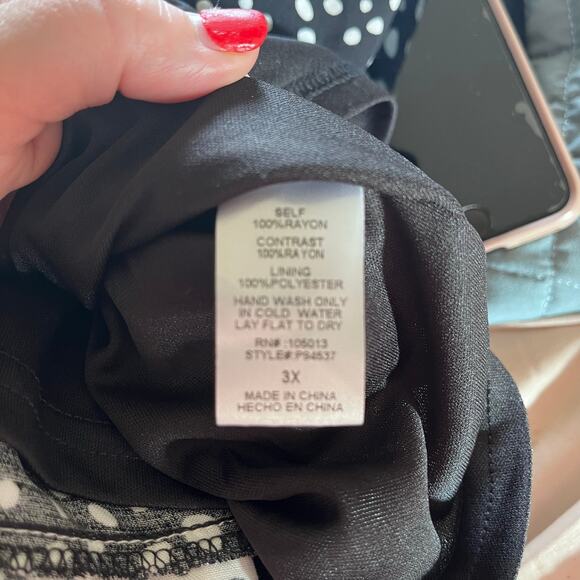 SELF
100%RAYON
CONTRAST
100%RAYON
LINING
100%POLYESTER
HAND WASH ONLY
IN COLD WATER
LAY FLAT TO DRY
RN# :105013
STYLE#:P94537
3X
MADE IN CHINA
HECHO EN CHINA